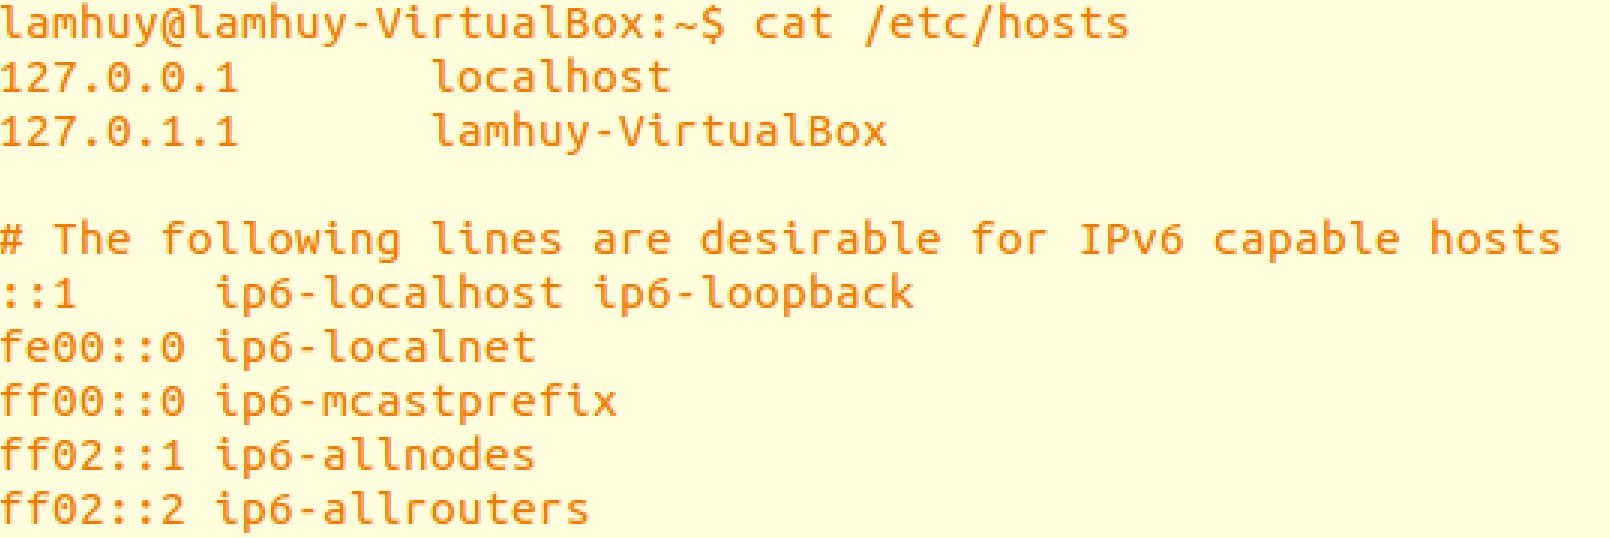 lamhuy@lamhuy-VirtualBox:~$ cat /etc/hosts
127.0.0.1       localhost
127.0.1.1       lamhuy-VirtualBox

# The following lines are desirable for IPv6 capable hosts
::1     ip6-localhost ip6-loopback
fe00::0 ip6-localnet
ff00::0 ip6-mcastprefix
ff02::1 ip6-allnodes
ff02::2 ip6-allrouters